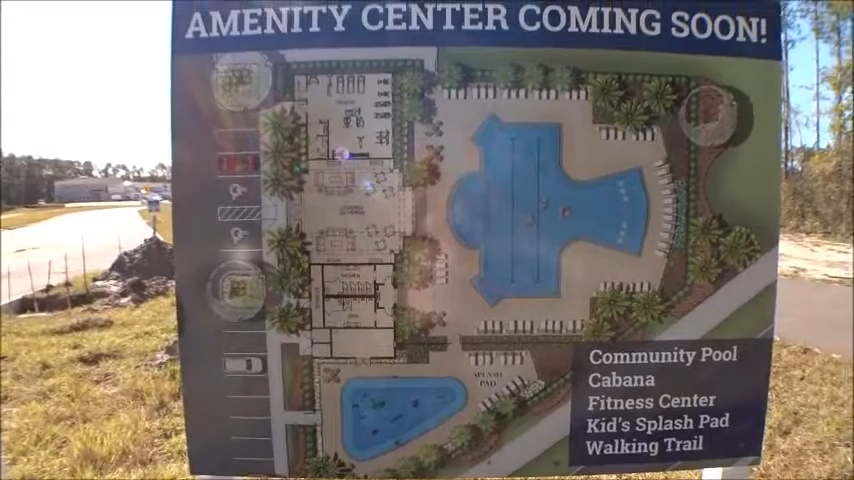 AMENITY CENTER COMING SOON!
SPLASH
PAD
Community Pool
Cabana
Fitness Center
Kid's Splash Pad
Walking Trail